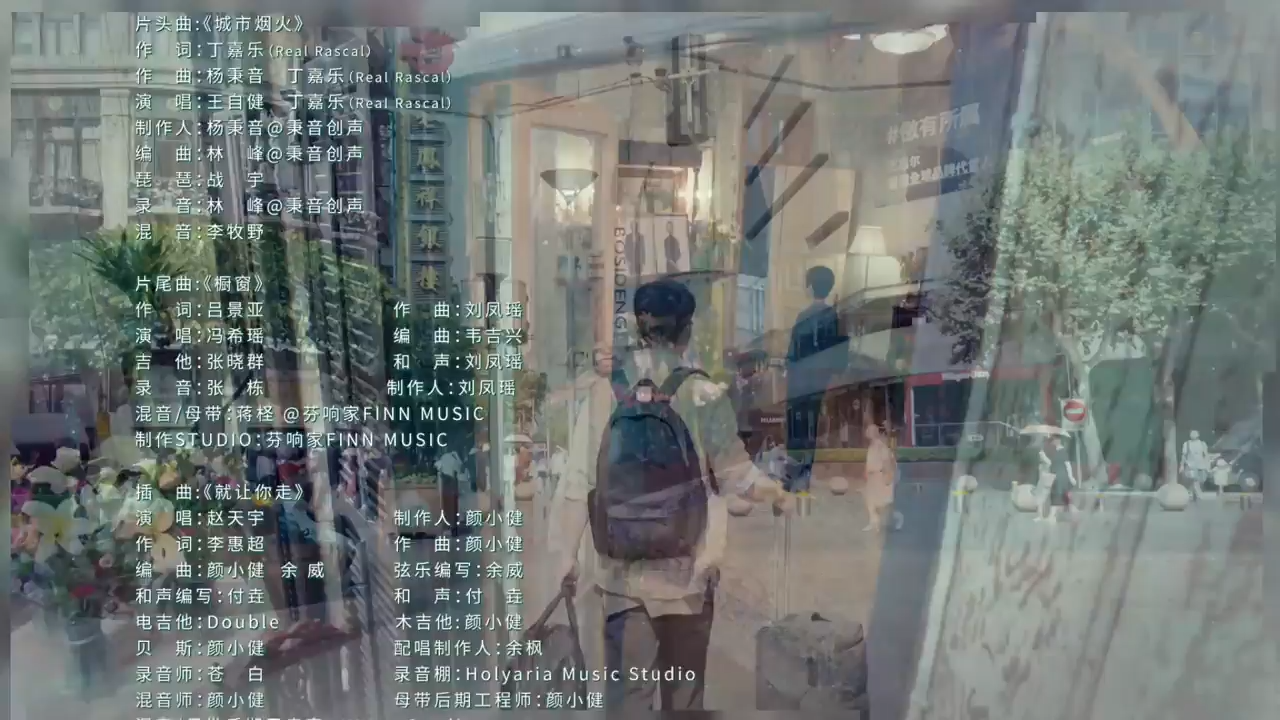 片头曲:《城市烟火》
作 词:丁嘉乐(Real Rascal)
作 曲:杨秉音 丁嘉乐(Real Rascal)
演 唱:王自健 丁嘉乐(Real Rascal)
制作人:杨秉音@秉音创声
编 曲:林 峰@秉音创声
琵 琶:战 宇
录 音:林 峰@秉音创声
混 音:李牧野
片尾曲:《橱窗》
作 词:吕景亚 作 曲:刘凤瑶
演 唱:冯希瑶 编 曲:韦吉兴
吉 他:张晓群 和 声:刘凤瑶
录 音:张 栋 制作人:刘凤瑶
混音/母带:蒋柽 @芬响家FINN MUSIC
制作STUDIO:芬响家FINN MUSIC
插 曲:《就让你走》
演 唱:赵天宇 制作人:颜小健
作 词:李惠超 作 曲:颜小健
编 曲:颜小健 余 威 弦乐编写:余威
和声编写:付垚 和 声:付 垚
电吉他:Double 木吉他:颜小健
贝 斯:颜小健 配唱制作人:余枫
录音师:苍 白 录音棚:Holyaria Music Studio
混音师:颜小健 母带后期工程师:颜小健
BOSIDENG
#做有所属